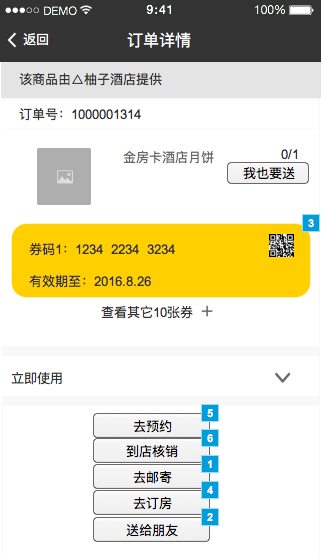 DEMO 9:41 100%
返回 订单详情
该商品由△柚子酒店提供
订单号：1000001314
金房卡酒店月饼 0/1
我也要送
3
券码1：1234 2234 3234
有效期至：2016.8.26
查看其它10张券 +
立即使用
去预约 5
到店核销 6
去邮寄 1
去订房 4
送给朋友 2